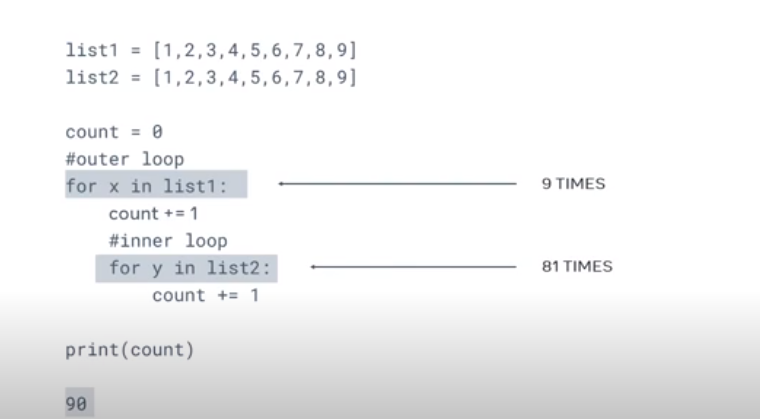 list1 = [1,2,3,4,5,6,7,8,9]
list2 = [1,2,3,4,5,6,7,8,9]
count = 0
#outer loop
for x in list1: 9 TIMES
count += 1
#inner loop
for y in list2: 81 TIMES
count += 1
print(count)
90